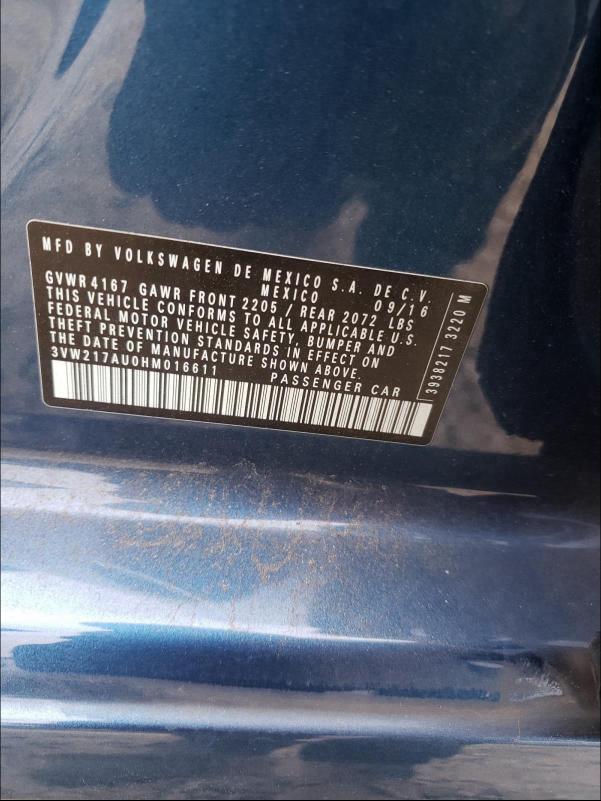 MFD BY VOLKSWAGEN DE MEXICO S.A. DE C.V.
MEXICO 09/16
GVWR 4167 GAWR FRONT 2205 / REAR 2072 LBS
THIS VEHICLE CONFORMS TO ALL APPLICABLE U.S.
FEDERAL MOTOR VEHICLE SAFETY, BUMPER AND
THEFT PREVENTION STANDARDS IN EFFECT ON
THE DATE OF MANUFACTURE SHOWN ABOVE.
3VW217AU0HM016611 PASSENGER CAR
3938217 3220 M